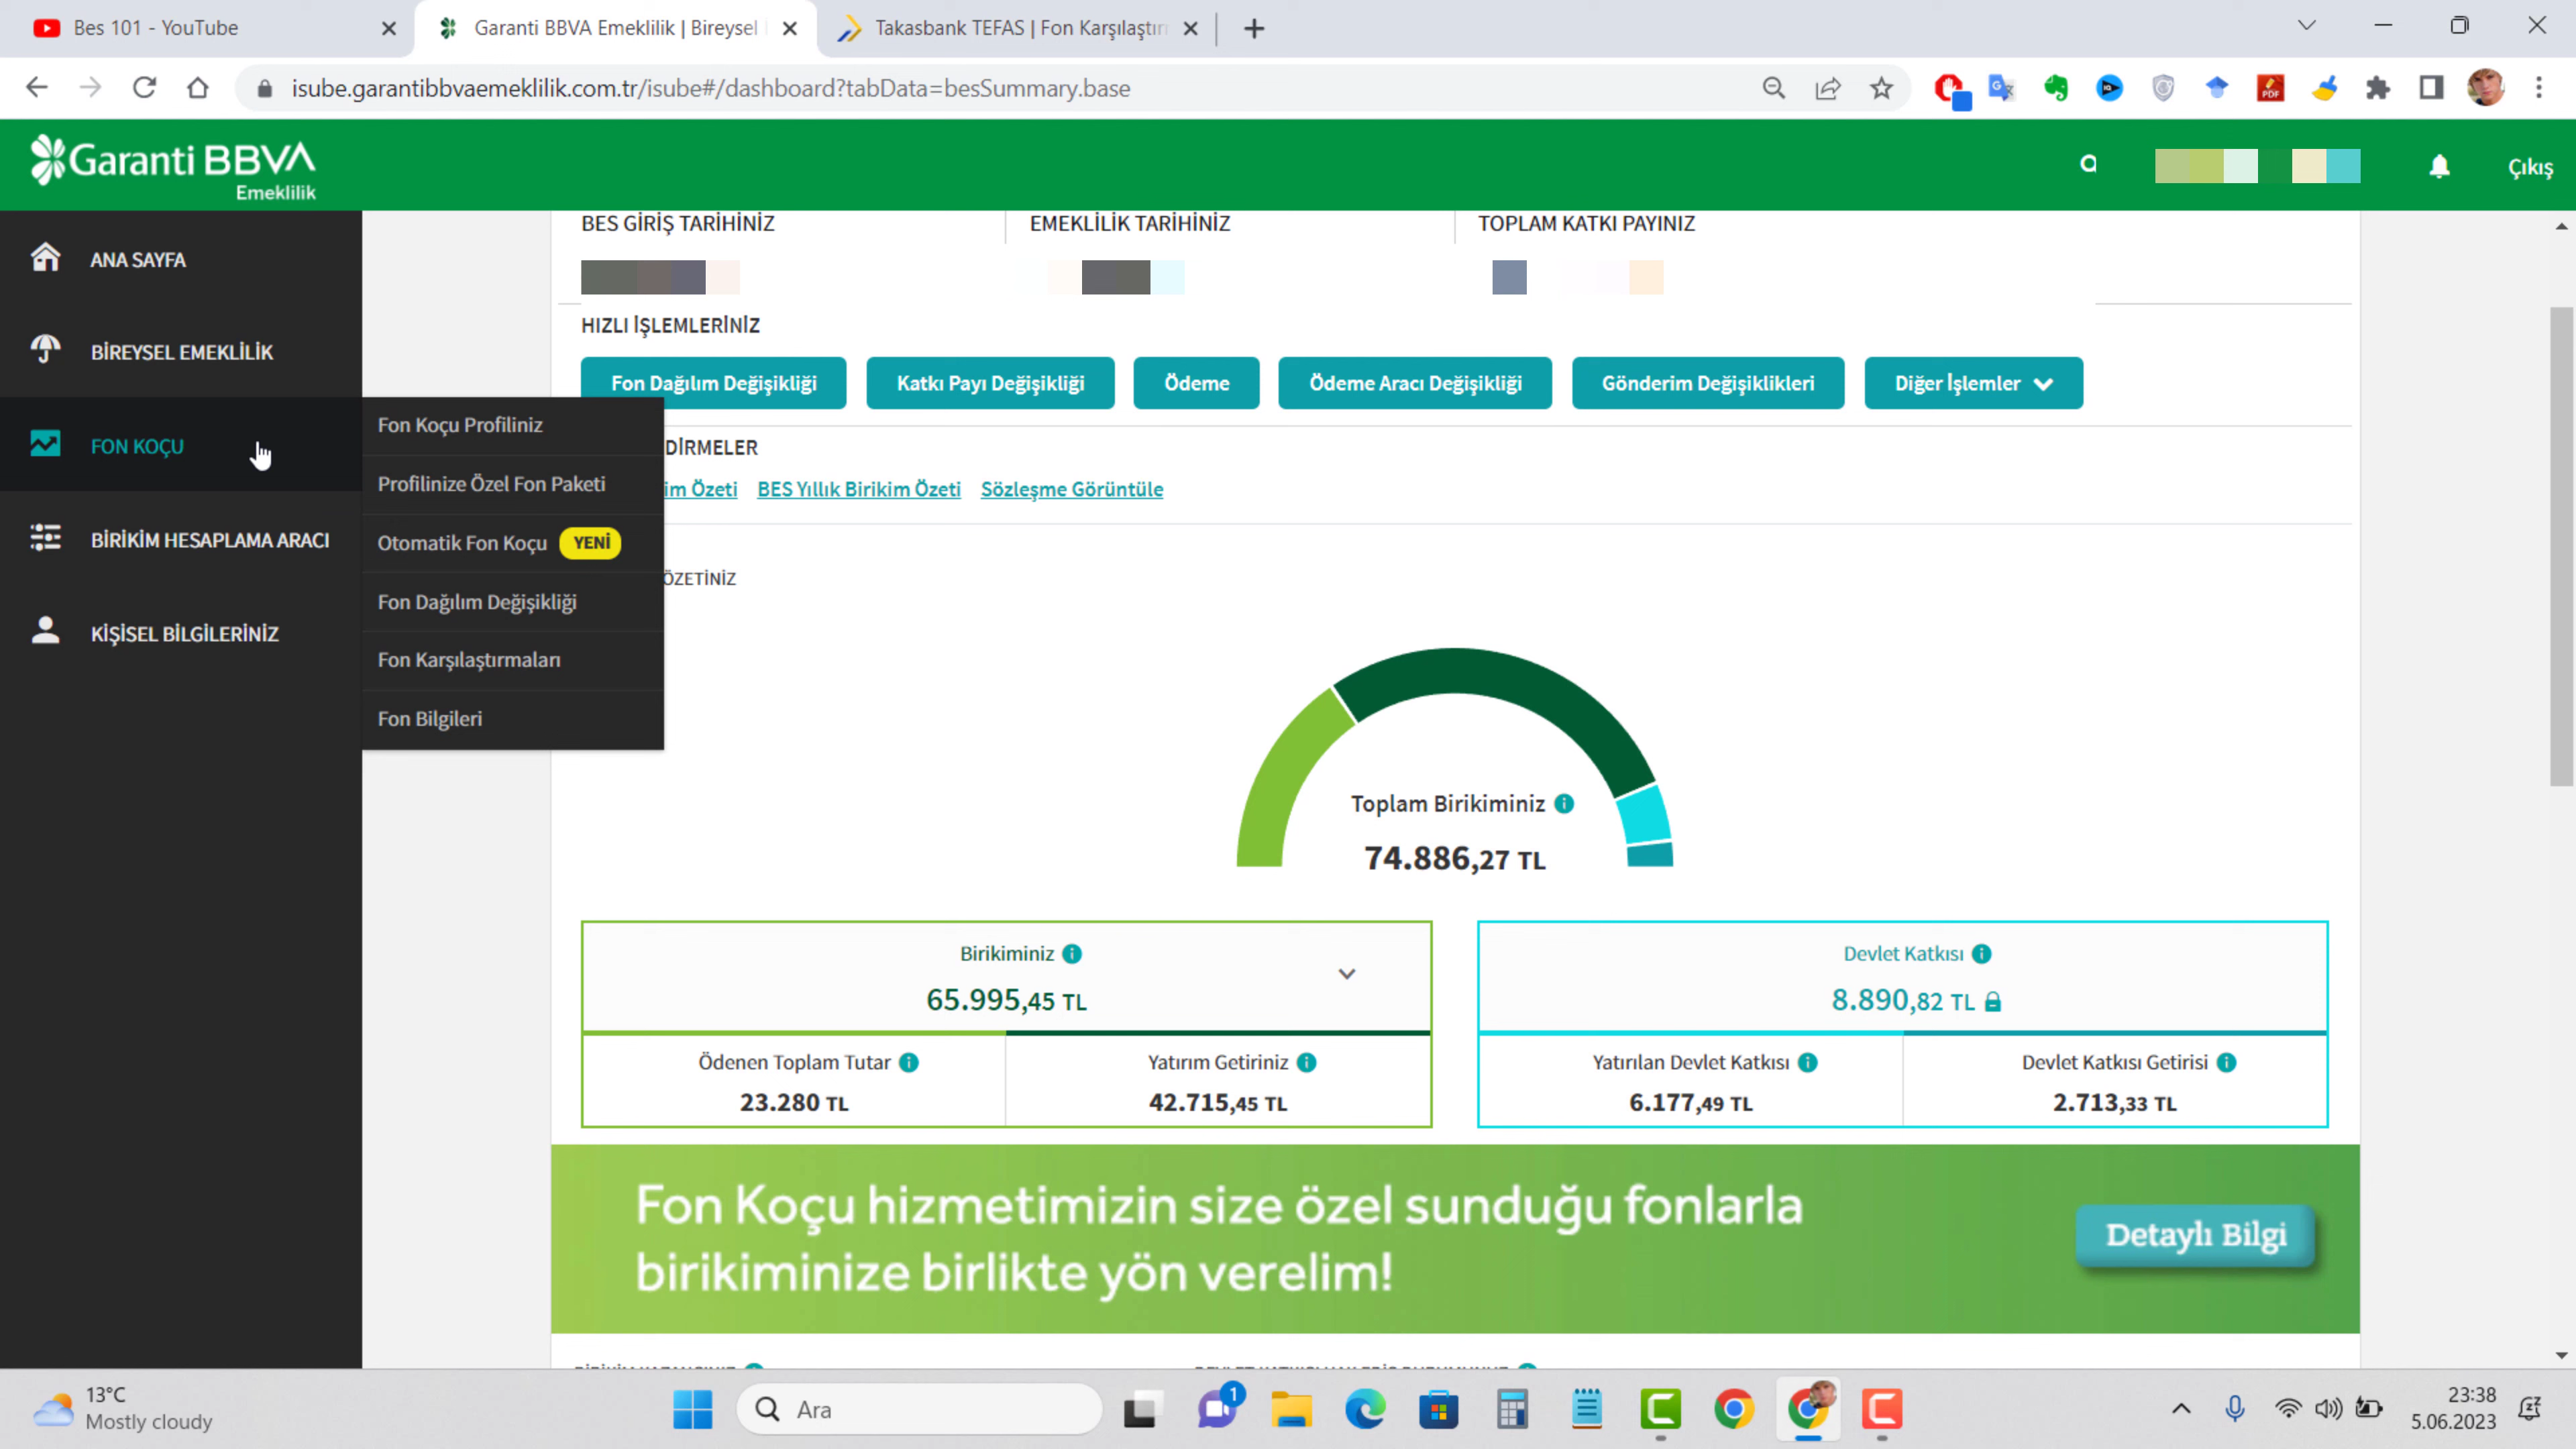 Bes 101 - YouTube
Garanti BBVA Emeklilik | Bireysel
Takasbank TEFAS | Fon Karşılaştır
isube.garantibbvaemeklilik.com.tr/isube#/dashboard?tabData=besSummary.base
Garanti BBVA
Emeklilik
Çıkış
ANA SAYFA
BİREYSEL EMEKLİLİK
FON KOÇU
BİRİKİM HESAPLAMA ARACI
KİŞİSEL BİLGİLERİNİZ
Fon Koçu Profiliniz
Profilinize Özel Fon Paketi
Otomatik Fon Koçu YENİ
Fon Dağılım Değişikliği
Fon Karşılaştırmaları
Fon Bilgileri
BES GİRİŞ TARİHİNİZ
EMEKLİLİK TARİHİNİZ
TOPLAM KATKI PAYINIZ
HIZLI İŞLEMLERİNİZ
Fon Dağılım Değişikliği
Katkı Payı Değişikliği
Ödeme
Ödeme Aracı Değişikliği
Gönderim Değişiklikleri
Diğer İşlemler
DİRMELER
im Özeti
BES Yıllık Birikim Özeti
Sözleşme Görüntüle
ÖZETİNİZ
Toplam Birikiminiz
74.886,27 TL
Birikiminiz
65.995,45 TL
Ödenen Toplam Tutar
23.280 TL
Yatırım Getiriniz
42.715,45 TL
Devlet Katkısı
8.890,82 TL
Yatırılan Devlet Katkısı
6.177,49 TL
Devlet Katkısı Getirisi
2.713,33 TL
Fon Koçu hizmetimizin size özel sunduğu fonlarla
birikiminize birlikte yön verelim!
Detaylı Bilgi
13°C
Mostly cloudy
Ara
1
23:38
5.06.2023